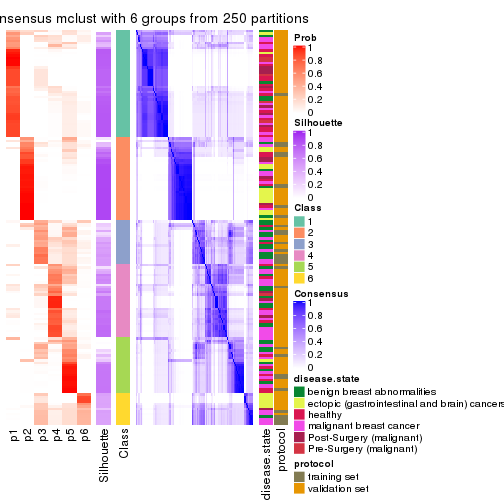 nsensus mclust with 6 groups from 250 partitions
Prob
1
0.8
0.6
0.4
0.2
0
Silhouette
1
0.8
0.6
0.4
0.2
0
Class
1
2
3
4
5
6
Consensus
1
0.8
0.6
0.4
0.2
0
disease.state
benign breast abnormalities
ectopic (gastrointestinal and brain) cancers
healthy
malignant breast cancer
Post-Surgery (malignant)
Pre-Surgery (malignant)
protocol
training set
validation set
p1
p2
p3
p4
p5
p6
Silhouette
Class
disease.state
protocol